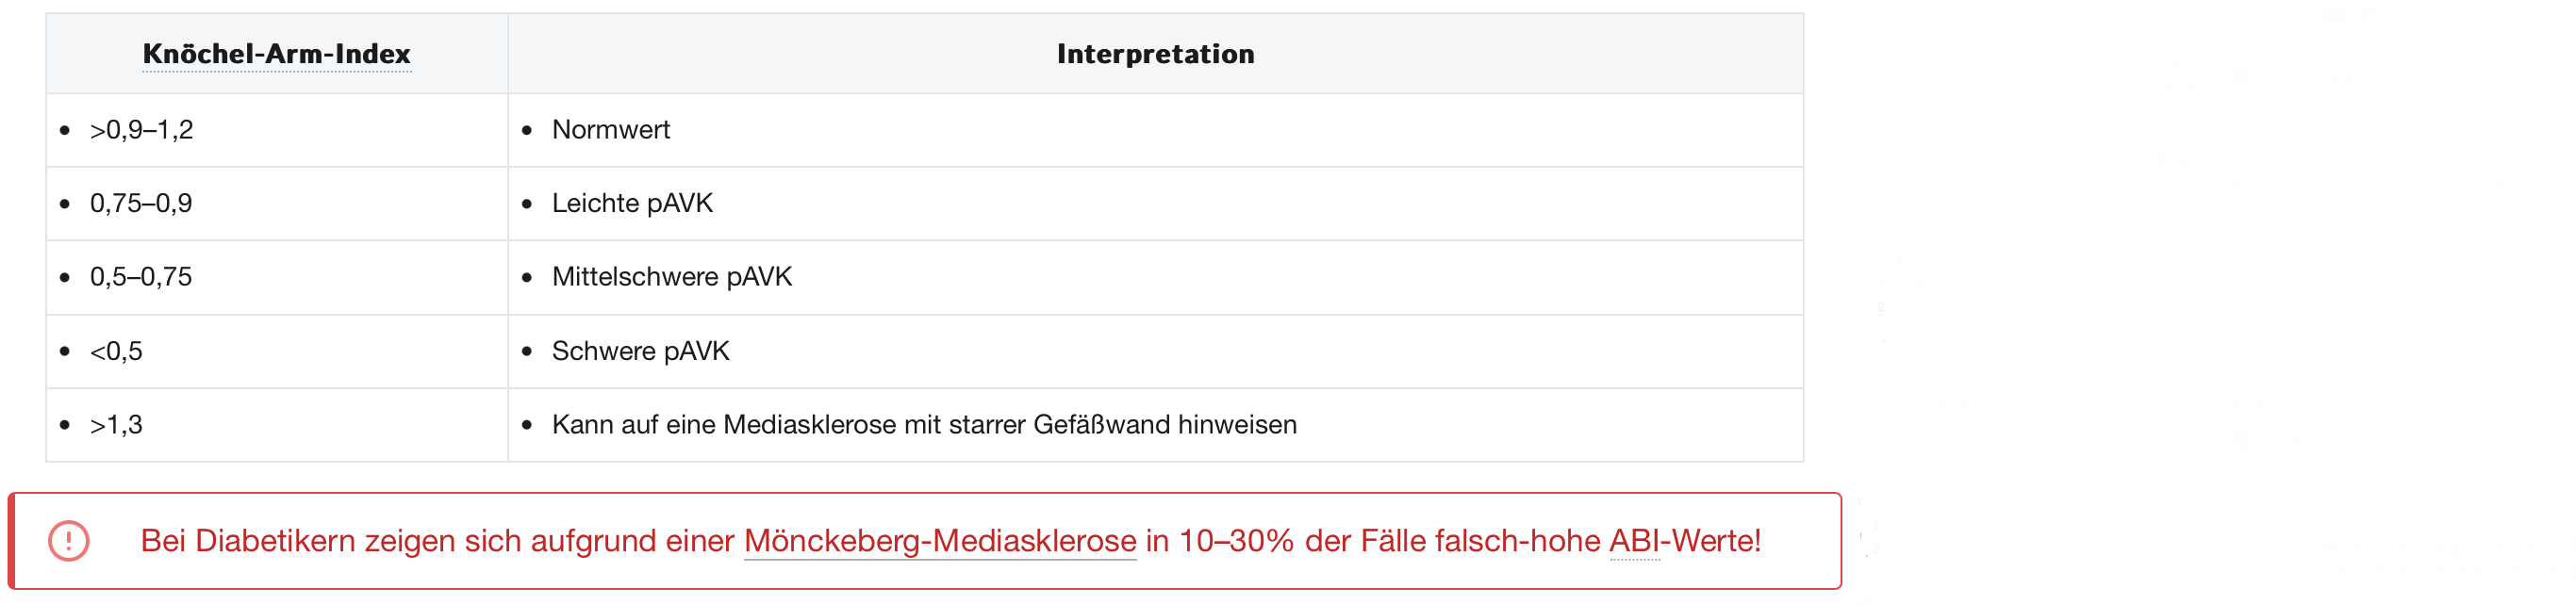 Knöchel-Arm-Index Interpretation
• >0,9–1,2 • Normwert
• 0,75–0,9 • Leichte pAVK
• 0,5–0,75 • Mittelschwere pAVK
• <0,5 • Schwere pAVK
• >1,3 • Kann auf eine Mediasklerose mit starrer Gefäßwand hinweisen
! Bei Diabetikern zeigen sich aufgrund einer Mönckeberg-Mediasklerose in 10–30% der Fälle falsch-hohe ABI-Werte!